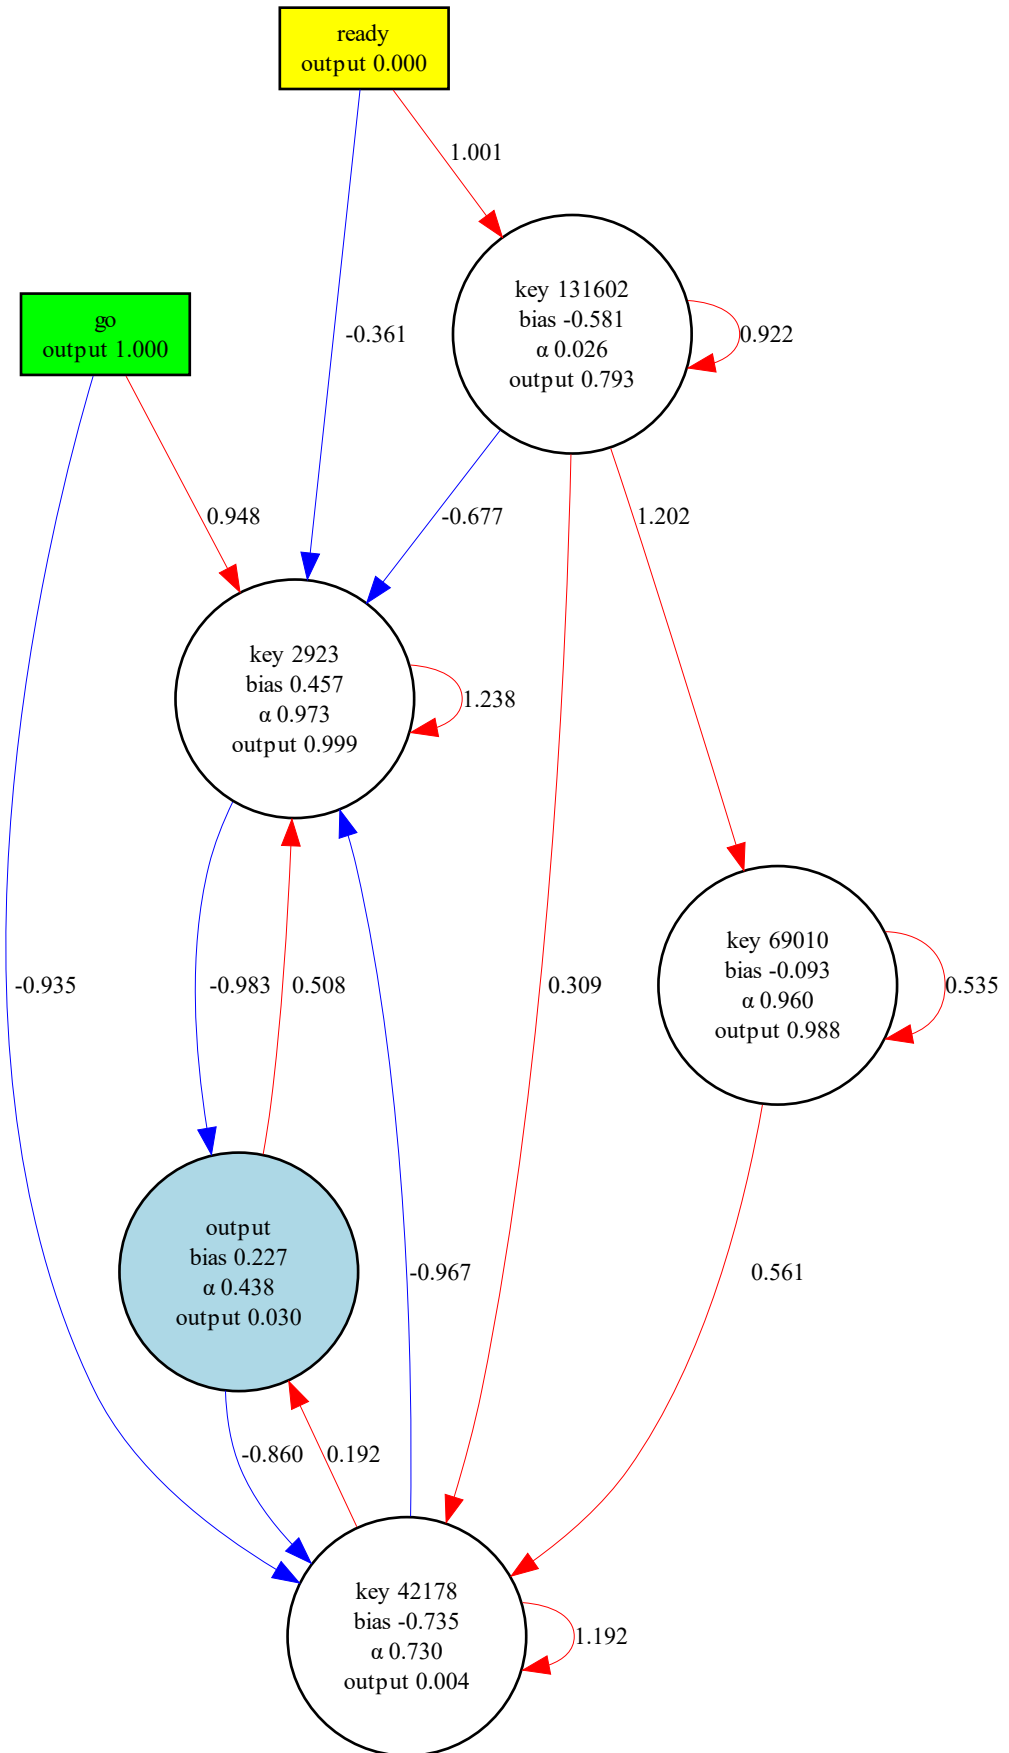 ready
output 0.000
1.001
key 131602
bias -0.581
α 0.026
output 0.793
0.922
go
output 1.000
-0.361
0.948
-0.677
1.202
key 2923
bias 0.457
α 0.973
output 0.999
1.238
key 69010
bias -0.093
α 0.960
output 0.988
-0.935
-0.983
0.508
0.309
0.535
output
bias 0.227
α 0.438
output 0.030
-0.967
0.561
-0.860
0.192
key 42178
bias -0.735
α 0.730
output 0.004
1.192